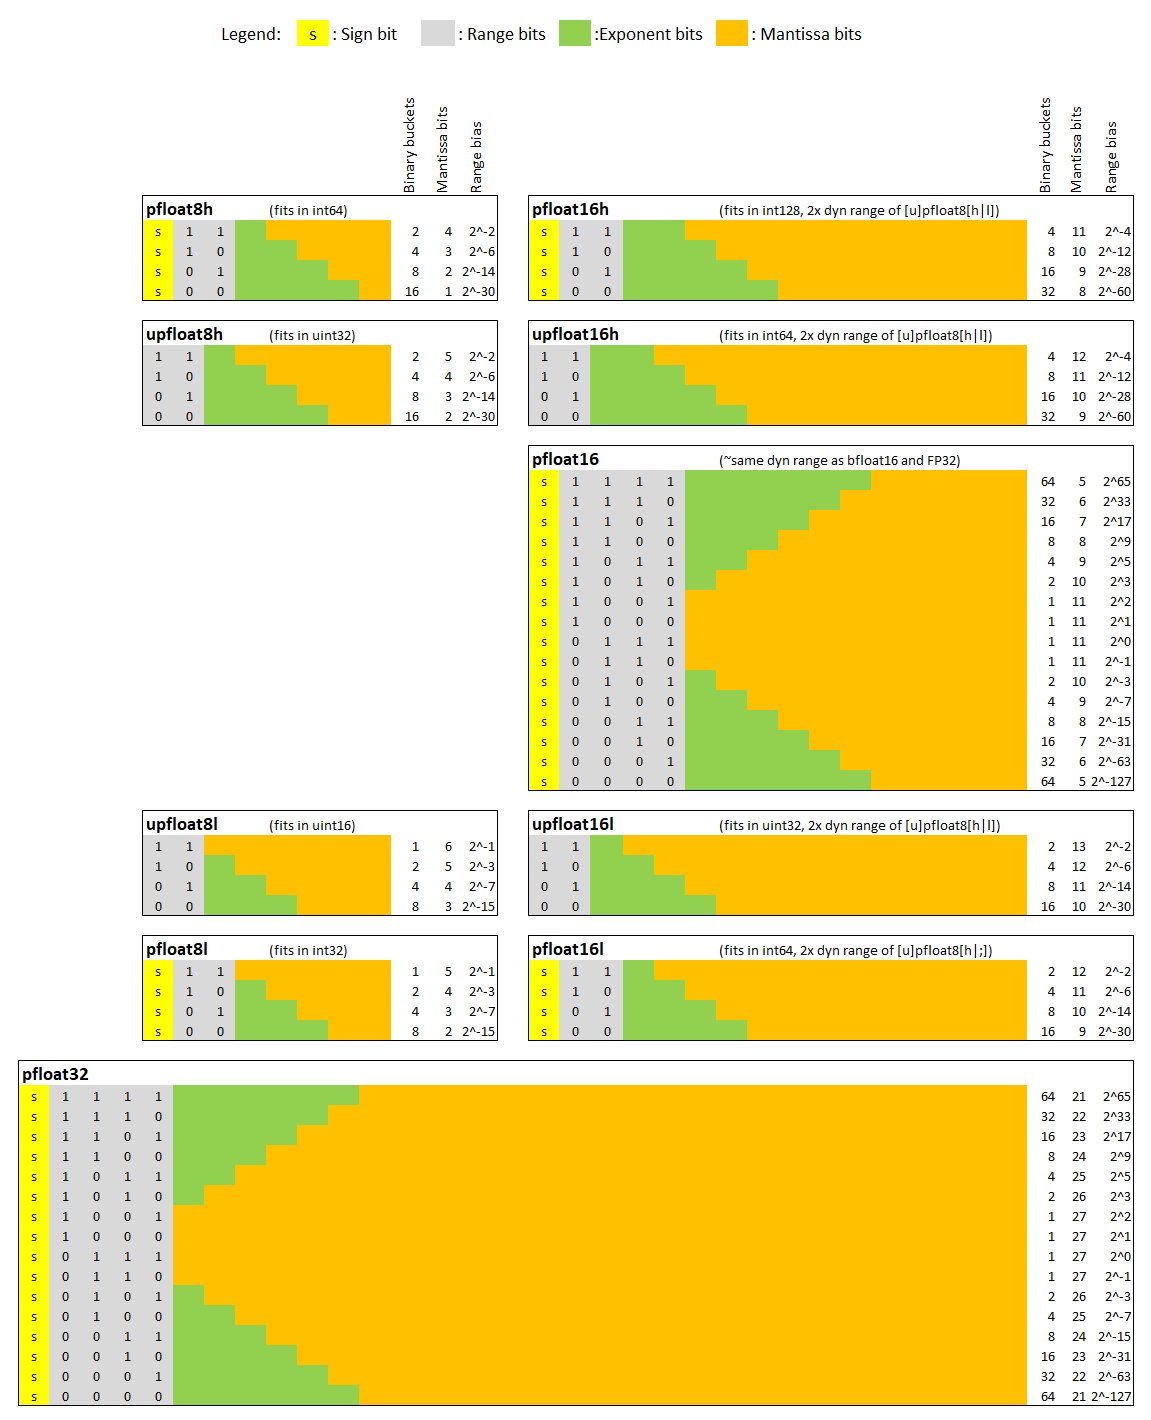 Legend: s : Sign bit : Range bits :Exponent bits : Mantissa bits
Binary buckets Mantissa bits Range bias Binary buckets Mantissa bits Range bias
pfloat8h (fits in int64)
s 1 1 2 4 2^-2
s 1 0 4 3 2^-6
s 0 1 8 2 2^-14
s 0 0 16 1 2^-30
pfloat16h (fits in int128, 2x dyn range of [u]pfloat8[h|l])
s 1 1 4 11 2^-4
s 1 0 8 10 2^-12
s 0 1 16 9 2^-28
s 0 0 32 8 2^-60
upfloat8h (fits in uint32)
1 1 2 5 2^-2
1 0 4 4 2^-6
0 1 8 3 2^-14
0 0 16 2 2^-30
upfloat16h (fits in int64, 2x dyn range of [u]pfloat8[h|l])
1 1 4 12 2^-4
1 0 8 11 2^-12
0 1 16 10 2^-28
0 0 32 9 2^-60
pfloat16 (~same dyn range as bfloat16 and FP32)
s 1 1 1 1 64 5 2^65
s 1 1 1 0 32 6 2^33
s 1 1 0 1 16 7 2^17
s 1 1 0 0 8 8 2^9
s 1 0 1 1 4 9 2^5
s 1 0 1 0 2 10 2^3
s 1 0 0 1 1 11 2^2
s 1 0 0 0 1 11 2^1
s 0 1 1 1 1 11 2^0
s 0 1 1 0 1 11 2^-1
s 0 1 0 1 2 10 2^-3
s 0 1 0 0 4 9 2^-7
s 0 0 1 1 8 8 2^-15
s 0 0 1 0 16 7 2^-31
s 0 0 0 1 32 6 2^-63
s 0 0 0 0 64 5 2^-127
upfloat8l (fits in uint16)
1 1 1 6 2^-1
1 0 2 5 2^-3
0 1 4 4 2^-7
0 0 8 3 2^-15
upfloat16l (fits in uint32, 2x dyn range of [u]pfloat8[h|l])
1 1 2 13 2^-2
1 0 4 12 2^-6
0 1 8 11 2^-14
0 0 16 10 2^-30
pfloat8l (fits in int32)
s 1 1 1 5 2^-1
s 1 0 2 4 2^-3
s 0 1 4 3 2^-7
s 0 0 8 2 2^-15
pfloat16l (fits in int64, 2x dyn range of [u]pfloat8[h|;])
s 1 1 2 12 2^-2
s 1 0 4 11 2^-6
s 0 1 8 10 2^-14
s 0 0 16 9 2^-30
pfloat32
s 1 1 1 1 64 21 2^65
s 1 1 1 0 32 22 2^33
s 1 1 0 1 16 23 2^17
s 1 1 0 0 8 24 2^9
s 1 0 1 1 4 25 2^5
s 1 0 1 0 2 26 2^3
s 1 0 0 1 1 27 2^2
s 1 0 0 0 1 27 2^1
s 0 1 1 1 1 27 2^0
s 0 1 1 0 1 27 2^-1
s 0 1 0 1 2 26 2^-3
s 0 1 0 0 4 25 2^-7
s 0 0 1 1 8 24 2^-15
s 0 0 1 0 16 23 2^-31
s 0 0 0 1 32 22 2^-63
s 0 0 0 0 64 21 2^-127